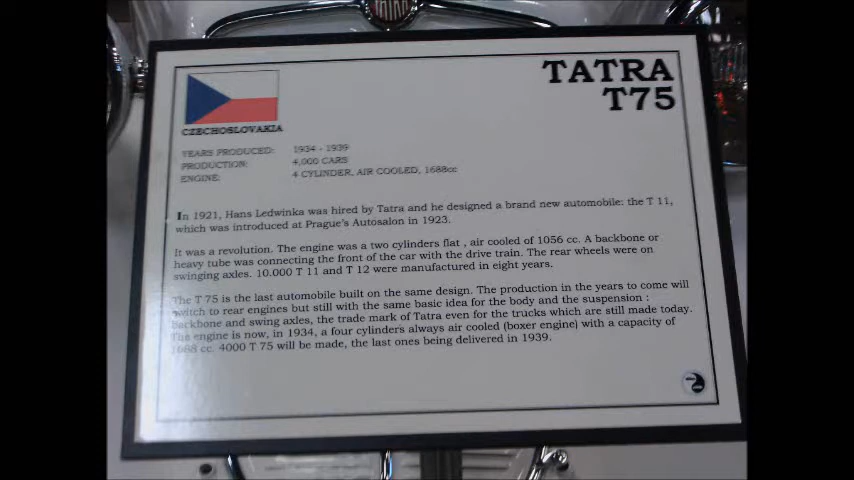 TATRA
TATRA
T75
CZECHOSLOVAKIA
YEARS PRODUCED: 1934 - 1939
PRODUCTION: 4,000 CARS
ENGINE: 4 CYLINDER, AIR COOLED, 1688cc
In 1921, Hans Ledwinka was hired by Tatra and he designed a brand new automobile: the T 11,
which was introduced at Prague's Autosalon in 1923.
It was a revolution. The engine was a two cylinders flat , air cooled of 1056 cc. A backbone or
heavy tube was connecting the front of the car with the drive train. The rear wheels were on
swinging axles. 10.000 T 11 and T 12 were manufactured in eight years.
The T 75 is the last automobile built on the same design. The production in the years to come will
switch to rear engines but still with the same basic idea for the body and the suspension :
Backbone and swing axles, the trade mark of Tatra even for the trucks which are still made today.
The engine is now, in 1934, a four cylinders always air cooled (boxer engine) with a capacity of
1688 cc. 4000 T 75 will be made, the last ones being delivered in 1939.